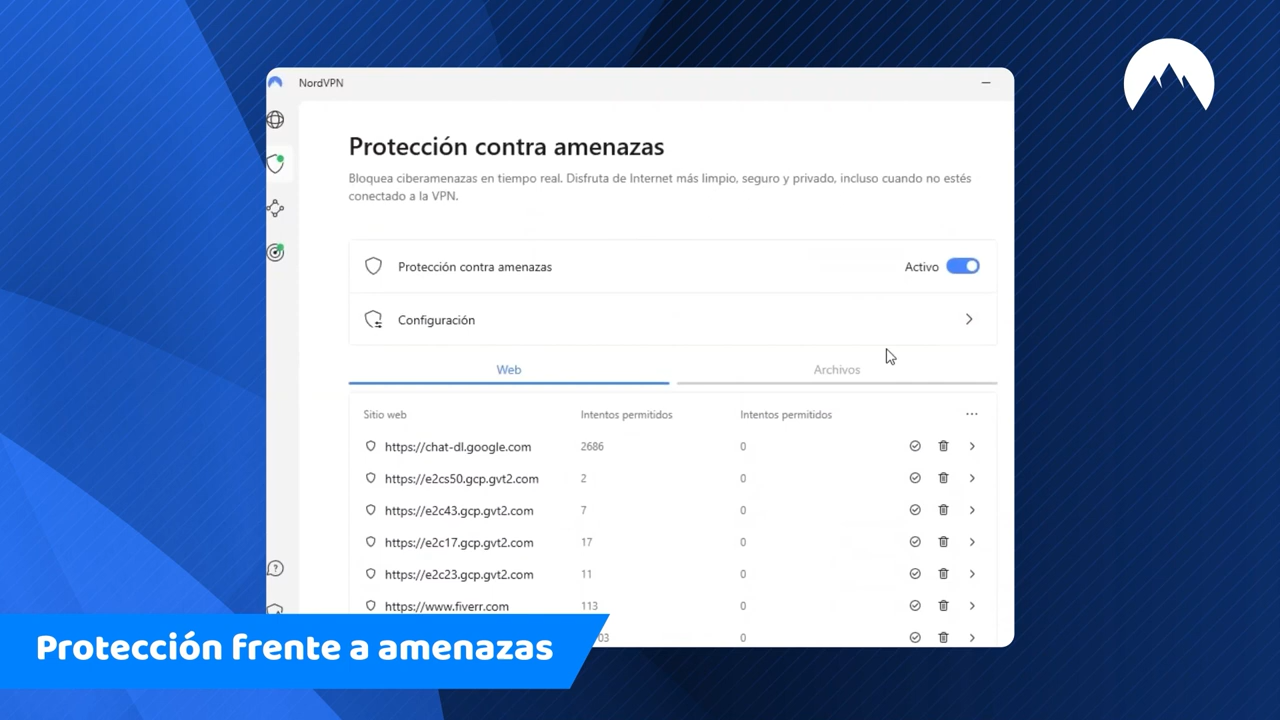 NordVPN
Protección contra amenazas
Bloquea ciberamenazas en tiempo real. Disfruta de Internet más limpio, seguro y privado, incluso cuando no estés
conectado a la VPN.
Protección contra amenazas Activo
Configuración
Web Archivos
Sitio web Intentos permitidos Intentos permitidos
https://chat-dl.google.com 2686 0
https://e2cs50.gcp.gvt2.com 2 0
https://e2c43.gcp.gvt2.com 7 0
https://e2c17.gcp.gvt2.com 17 0
https://e2c23.gcp.gvt2.com 11 0
https://www.fiverr.com 113 0
0
Protección frente a amenazas